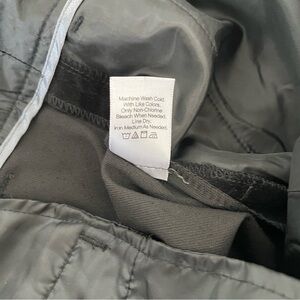 Machine Wash Cold
With Like Colors.
Only Non-Chlorine
Bleach When Needed.
Line Dry.
Iron Medium As Needed.